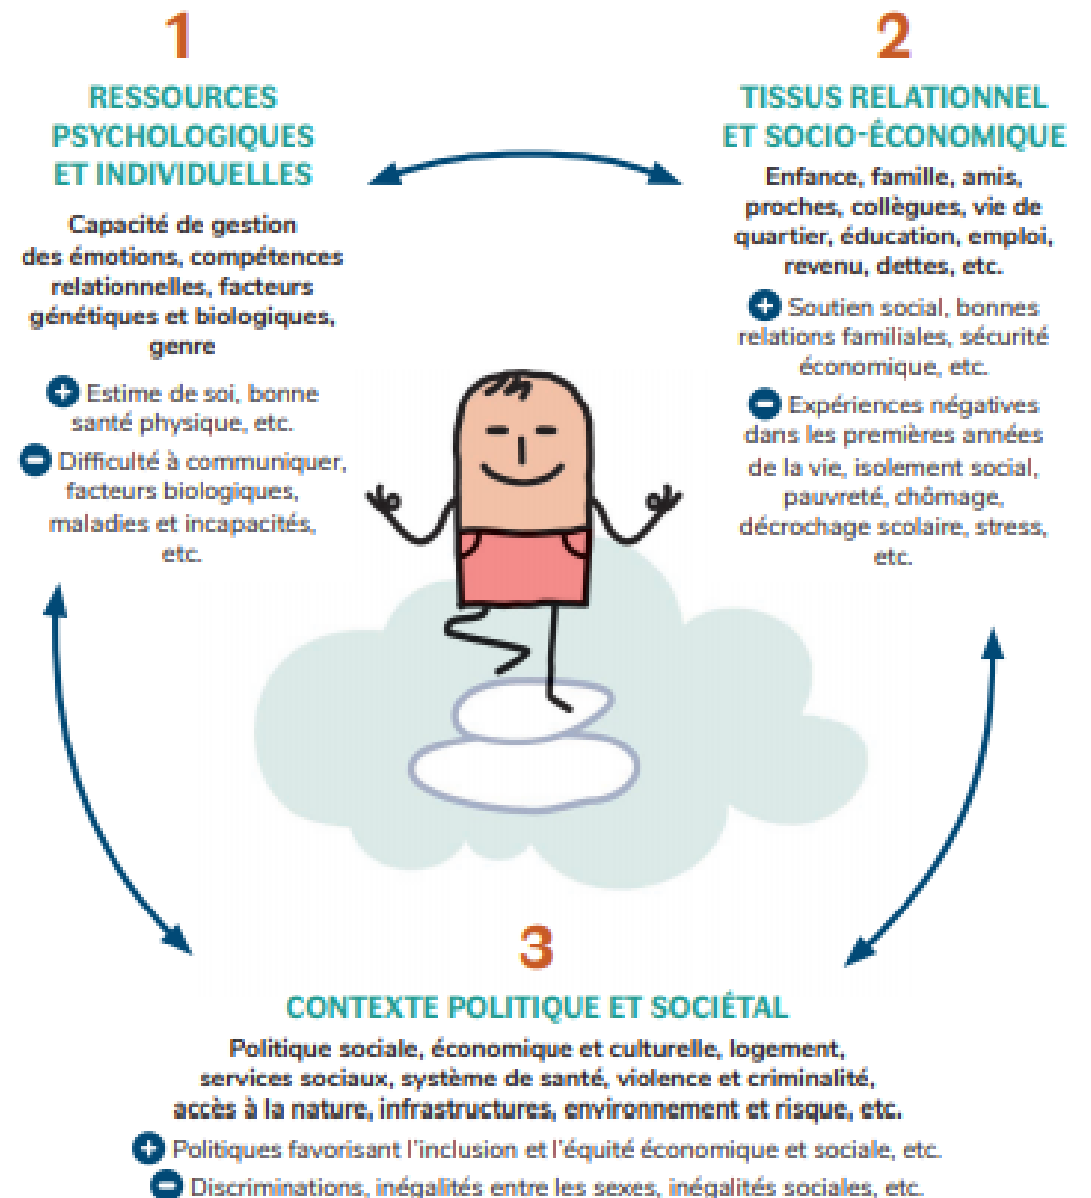 1
RESSOURCES
PSYCHOLOGIQUES
ET INDIVIDUELLES
Capacité de gestion
des émotions, compétences
relationnelles, facteurs
génétiques et biologiques,
genre
+ Estime de soi, bonne
santé physique, etc.
- Difficulté à communiquer,
facteurs biologiques,
maladies et incapacités,
etc.
2
TISSUS RELATIONNEL
ET SOCIO-ÉCONOMIQUE
Enfance, famille, amis,
proches, collègues, vie de
quartier, éducation, emploi,
revenu, dettes, etc.
+ Soutien social, bonnes
relations familiales, sécurité
économique, etc.
- Expériences négatives
dans les premières années
de la vie, isolement social,
pauvreté, chômage,
décrochage scolaire, stress,
etc.
3
CONTEXTE POLITIQUE ET SOCIÉTAL
Politique sociale, économique et culturelle, logement,
services sociaux, système de santé, violence et criminalité,
accès à la nature, infrastructures, environnement et risque, etc.
+ Politiques favorisant l'inclusion et l'équité économique et sociale, etc.
- Discriminations, inégalités entre les sexes, inégalités sociales, etc.